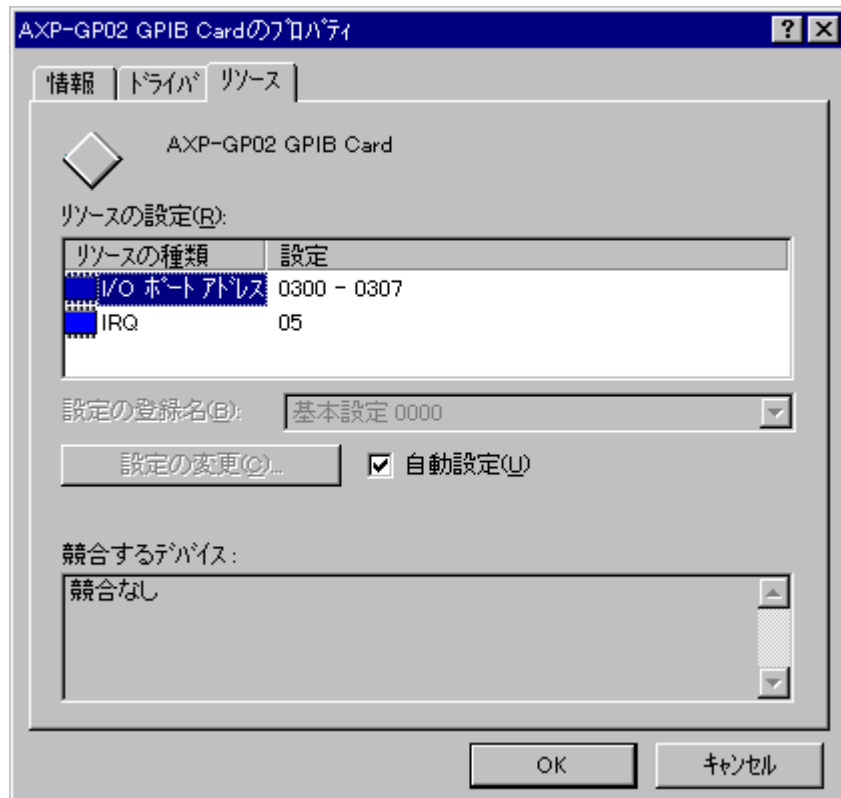 AXP-GP02 GPIB Cardのﾌﾟﾛﾊﾟﾃｨ
情報 ﾄﾞﾗｲﾊﾞ ﾘｿｰｽ
AXP-GP02 GPIB Card
ﾘｿｰｽの設定(R):
ﾘｿｰｽの種類 設定
I/O ﾎﾟｰﾄ ｱﾄﾞﾚｽ 0300 - 0307
IRQ 05
設定の登録名(B): 基本設定 0000
設定の変更(C)... 自動設定(U)
競合するﾃﾞﾊﾞｲｽ:
競合なし
OK ｷｬﾝｾﾙ